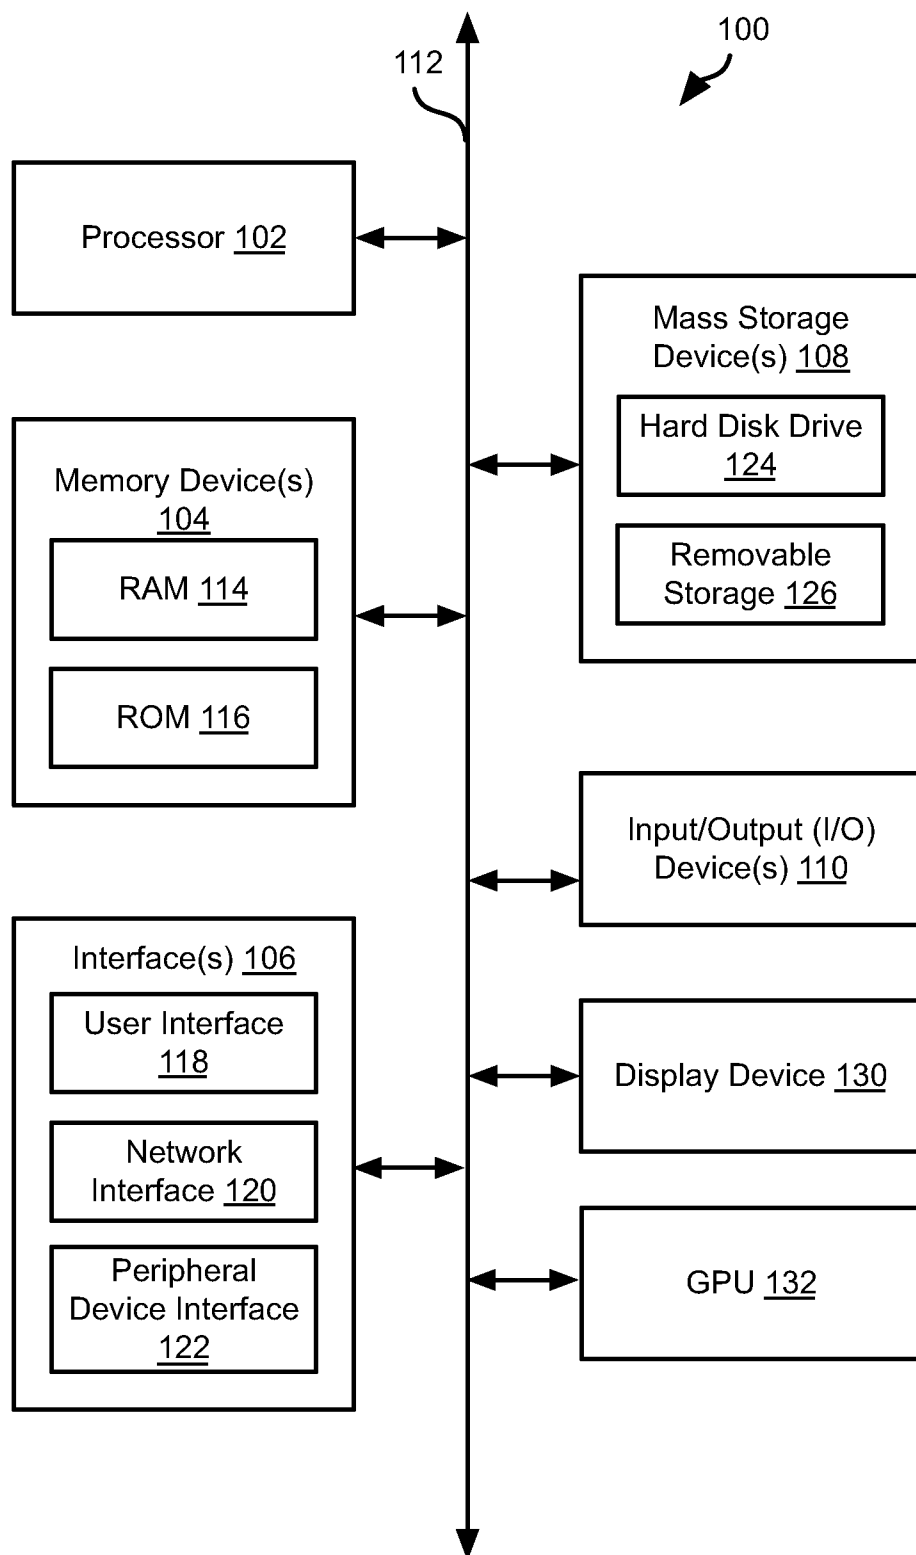 100
112
Processor 102
Mass Storage
Device(s) 108
Hard Disk Drive
124
Removable
Storage 126
Memory Device(s)
104
RAM 114
ROM 116
Input/Output (I/O)
Device(s) 110
Interface(s) 106
User Interface
118
Network
Interface 120
Peripheral
Device Interface
122
Display Device 130
GPU 132